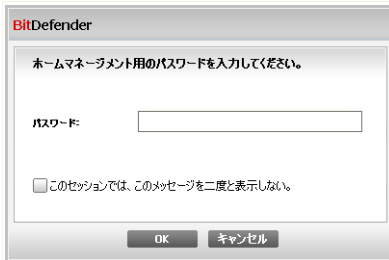 BitDefender
ホームマネージメント用のパスワードを入力してください。
パスワード:
このセッションでは、このメッセージを二度と表示しない。
OK キャンセル